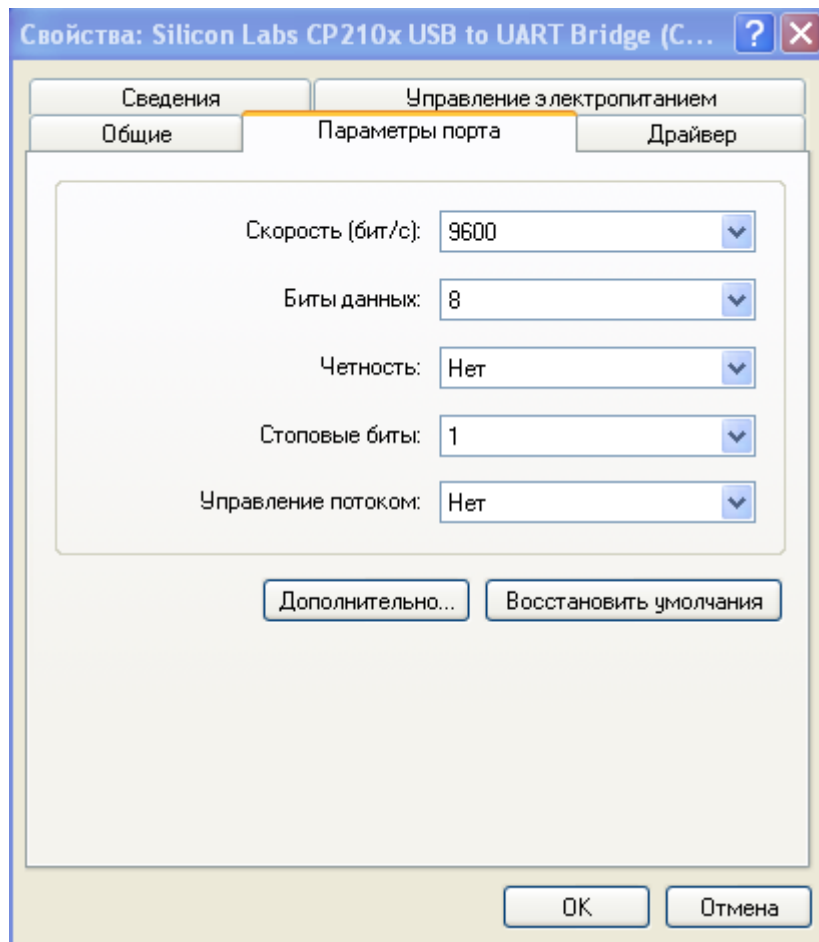 Свойства: Silicon Labs CP210x USB to UART Bridge (C...
Сведения
Управление электропитанием
Общие
Параметры порта
Драйвер
Скорость (бит/с): 9600
Биты данных: 8
Четность: Нет
Стоповые биты: 1
Управление потоком: Нет
Дополнительно... Восстановить умолчания
OK Отмена